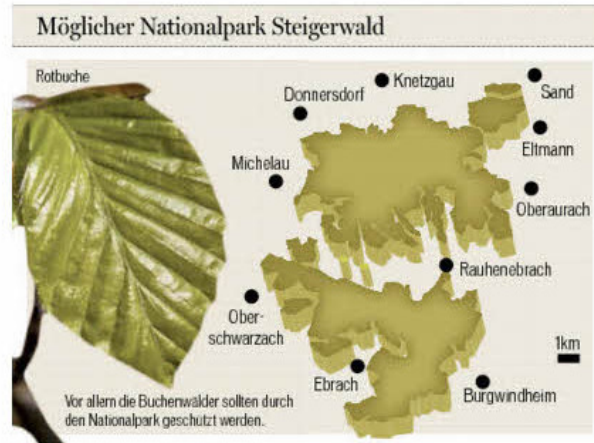 Möglicher Nationalpark Steigerwald
Rotbuche
Knetzgau
Sand
Donnersdorf
Eltmann
Michelau
Oberaurach
Rauhenebrach
Ober-
schwarzach
1km
Ebrach
Burgwindheim
Vor allem die Buchenwälder sollten durch
den Nationalpark geschützt werden.